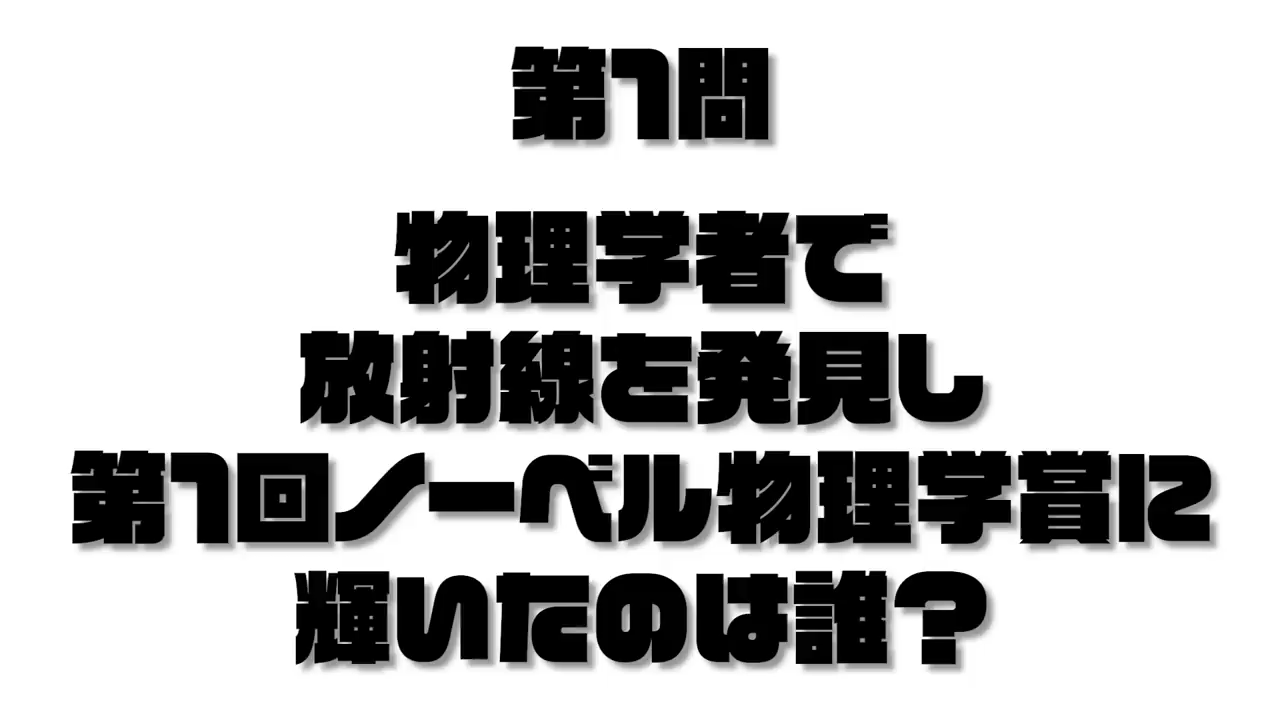 第1問
物理学者で
放射線を発見し
第1回ノーベル物理学賞に
輝いたのは誰？